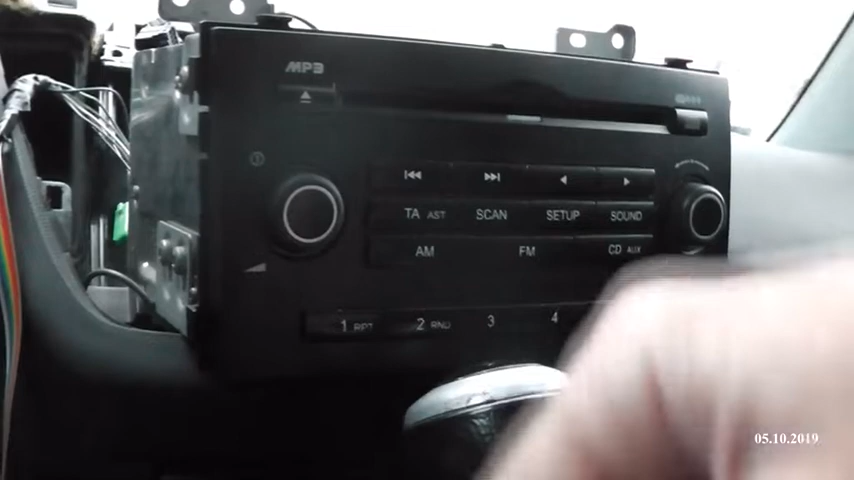 MP3
TA AST SCAN SETUP SOUND
AM FM CD AUX
1 RPT 2 RND 3 4
05.10.2019